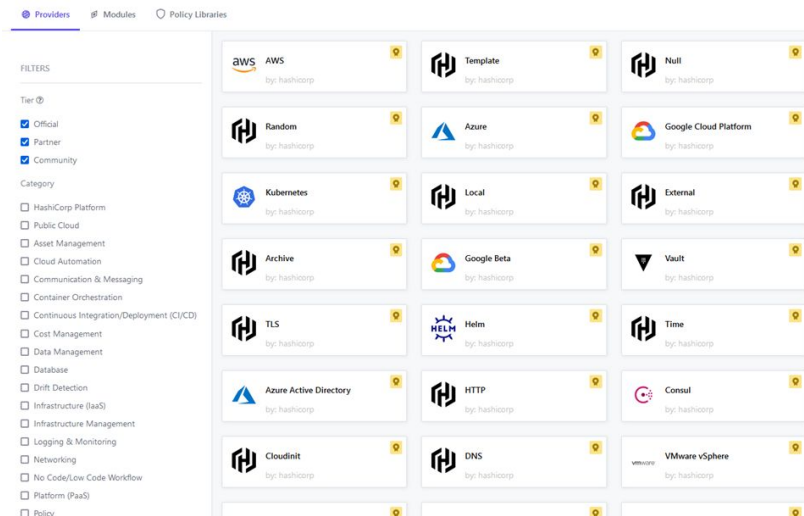 Providers
Modules
Policy Libraries
FILTERS
Tier
Official
Partner
Community
Category
HashiCorp Platform
Public Cloud
Asset Management
Cloud Automation
Communication & Messaging
Container Orchestration
Continuous Integration/Deployment (CI/CD)
Cost Management
Data Management
Database
Drift Detection
Infrastructure (IaaS)
Infrastructure Management
Logging & Monitoring
Networking
No Code/Low Code Workflow
Platform (PaaS)
Policy
aws
AWS
by: hashicorp
Template
by: hashicorp
Null
by: hashicorp
Random
by: hashicorp
Azure
by: hashicorp
Google Cloud Platform
by: hashicorp
Kubernetes
by: hashicorp
Local
by: hashicorp
External
by: hashicorp
Archive
by: hashicorp
Google Beta
by: hashicorp
Vault
by: hashicorp
TLS
by: hashicorp
HELM
Helm
by: hashicorp
Time
by: hashicorp
Azure Active Directory
by: hashicorp
HTTP
by: hashicorp
Consul
by: hashicorp
Cloudinit
by: hashicorp
DNS
by: hashicorp
vmware
VMware vSphere
by: hashicorp